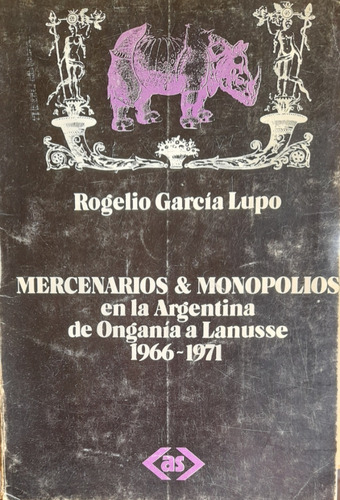 Rogelio García Lupo
MERCENARIOS & MONOPOLIOS
en la Argentina
de Onganía a Lanusse
1966-1971
as